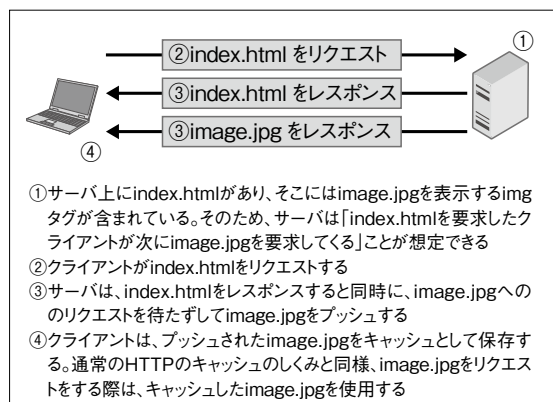 ①
②index.html をリクエスト
③index.html をレスポンス
③image.jpg をレスポンス
④
①サーバ上にindex.htmlがあり、そこにはimage.jpgを表示するimg
タグが含まれている。そのため、サーバは「index.htmlを要求したク
ライアントが次にimage.jpgを要求してくる」ことが想定できる
②クライアントがindex.htmlをリクエストする
③サーバは、index.htmlをレスポンスすると同時に、image.jpgへの
のリクエストを待たずしてimage.jpgをプッシュする
④クライアントは、プッシュされたimage.jpgをキャッシュとして保存す
る。通常のHTTPのキャッシュのしくみと同様、image.jpgをリクエス
トをする際は、キャッシュしたimage.jpgを使用する